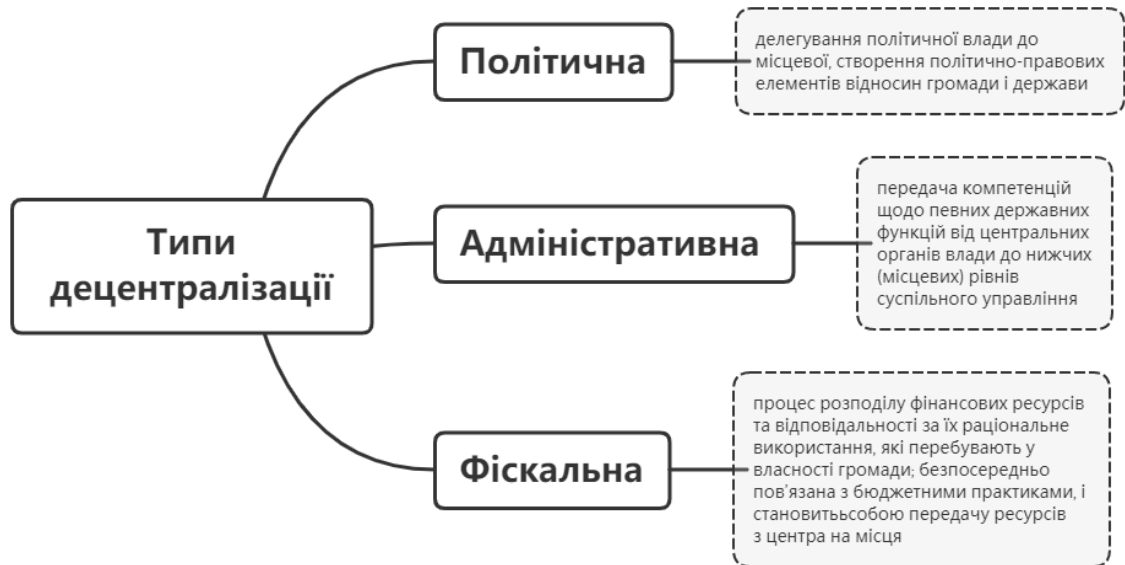 Типи
децентралізації
Політична
делегування політичної влади до
місцевої, створення політично-правових
елементів відносин громади і держави
Адміністративна
передача компетенцій
щодо певних державних
функцій від центральних
органів влади до нижчих
(місцевих) рівнів
суспільного управління
Фіскальна
процес розподілу фінансових ресурсів
та відповідальності за їх раціональне
використання, які перебувають у
власності громади; безпосередньо
пов'язана з бюджетними практиками, і
становитьсобою передачу ресурсів
з центра на місця